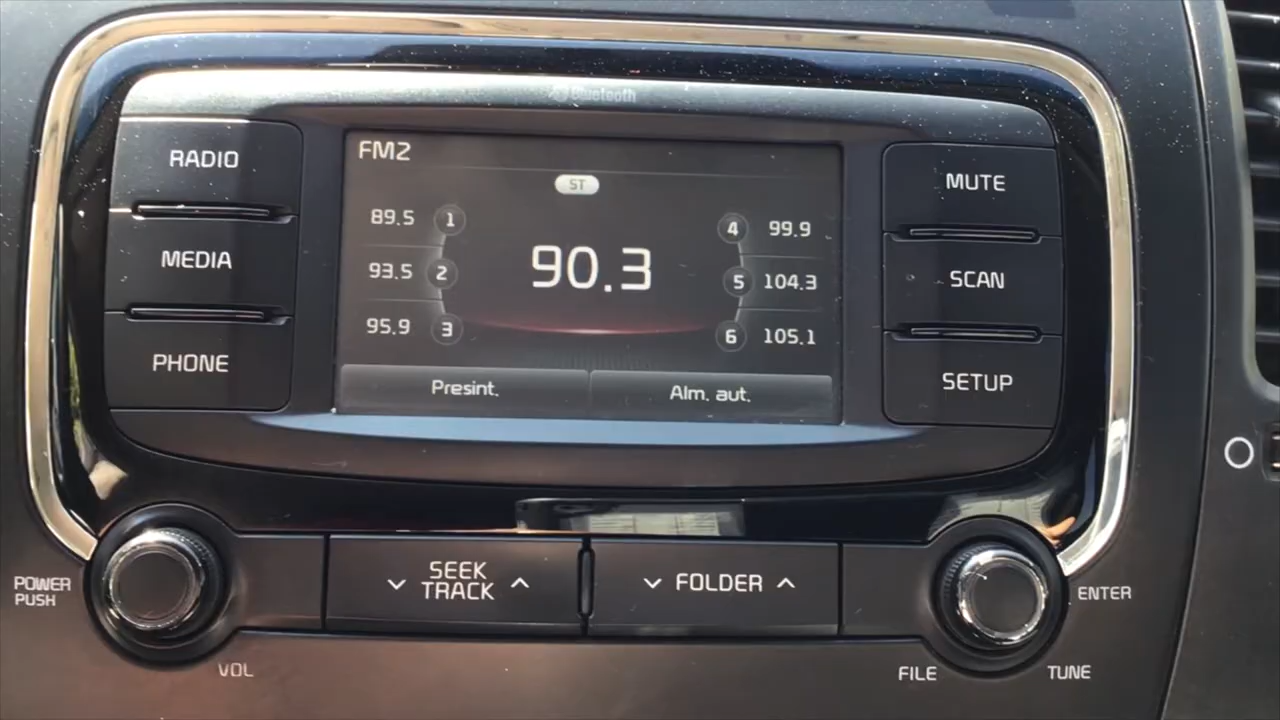 Bluetooth
RADIO
MEDIA
PHONE
FM2
ST
89.5 1
93.5 2
95.9 3
90.3
4 99.9
5 104.3
6 105.1
Presint.
Alm. aut.
MUTE
SCAN
SETUP
POWER
PUSH
VOL
SEEK
TRACK
FOLDER
ENTER
FILE
TUNE